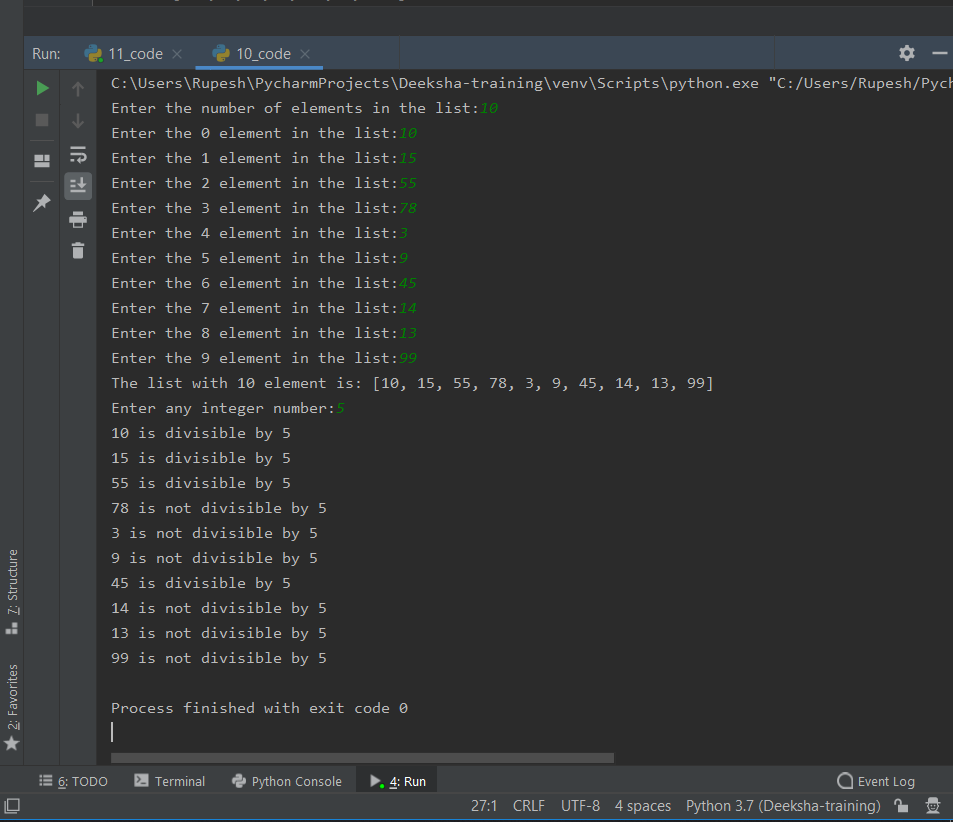 Run: 11_code 10_code
C:\Users\Rupesh\PycharmProjects\Deeksha-training\venv\Scripts\python.exe "C:/Users/Rupesh/Pych
Enter the number of elements in the list:10
Enter the 0 element in the list:10
Enter the 1 element in the list:15
Enter the 2 element in the list:55
Enter the 3 element in the list:78
Enter the 4 element in the list:3
Enter the 5 element in the list:9
Enter the 6 element in the list:45
Enter the 7 element in the list:14
Enter the 8 element in the list:13
Enter the 9 element in the list:99
The list with 10 element is: [10, 15, 55, 78, 3, 9, 45, 14, 13, 99]
Enter any integer number:5
10 is divisible by 5
15 is divisible by 5
55 is divisible by 5
78 is not divisible by 5
3 is not divisible by 5
9 is not divisible by 5
45 is divisible by 5
14 is not divisible by 5
13 is not divisible by 5
99 is not divisible by 5
Process finished with exit code 0
7: Structure
2: Favorites
6: TODO Terminal Python Console 4: Run Event Log
27:1 CRLF UTF-8 4 spaces Python 3.7 (Deeksha-training)